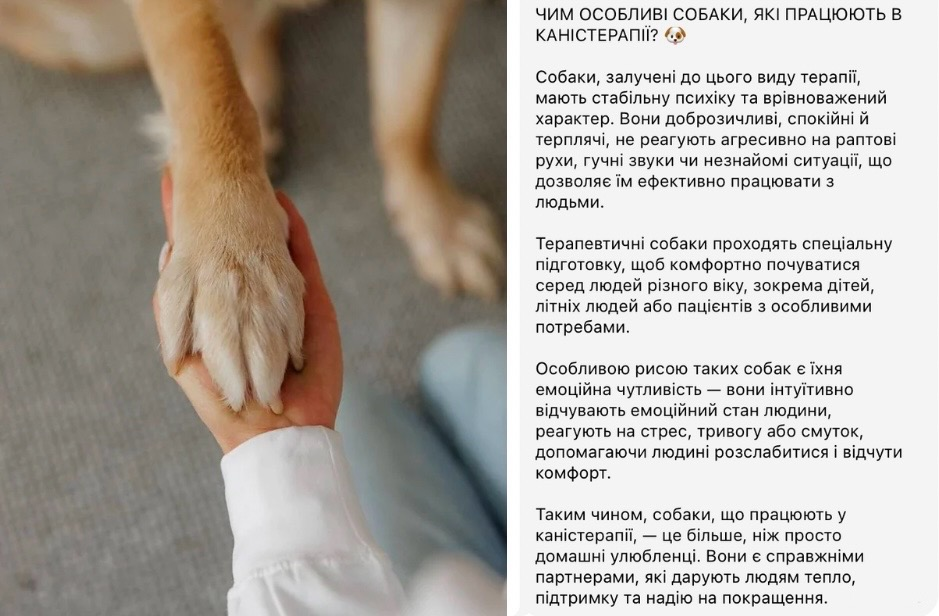 ЧИМ ОСОБЛИВІ СОБАКИ, ЯКІ ПРАЦЮЮТЬ В
КАНІСТЕРАПІЇ? 🐶
Собаки, залучені до цього виду терапії,
мають стабільну психіку та врівноважений
характер. Вони доброзичливі, спокійні й
терплячі, не реагують агресивно на раптові
рухи, гучні звуки чи незнайомі ситуації, що
дозволяє їм ефективно працювати з
людьми.
Терапевтичні собаки проходять спеціальну
підготовку, щоб комфортно почуватися
серед людей різного віку, зокрема дітей,
літніх людей або пацієнтів з особливими
потребами.
Особливою рисою таких собак є їхня
емоційна чутливість — вони інтуїтивно
відчувають емоційний стан людини,
реагують на стрес, тривогу або смуток,
допомагаючи людині розслабитися і відчути
комфорт.
Таким чином, собаки, що працюють у
каністерапії, — це більше, ніж просто
домашні улюбленці. Вони є справжніми
партнерами, які дарують людям тепло,
підтримку та надію на покращення.